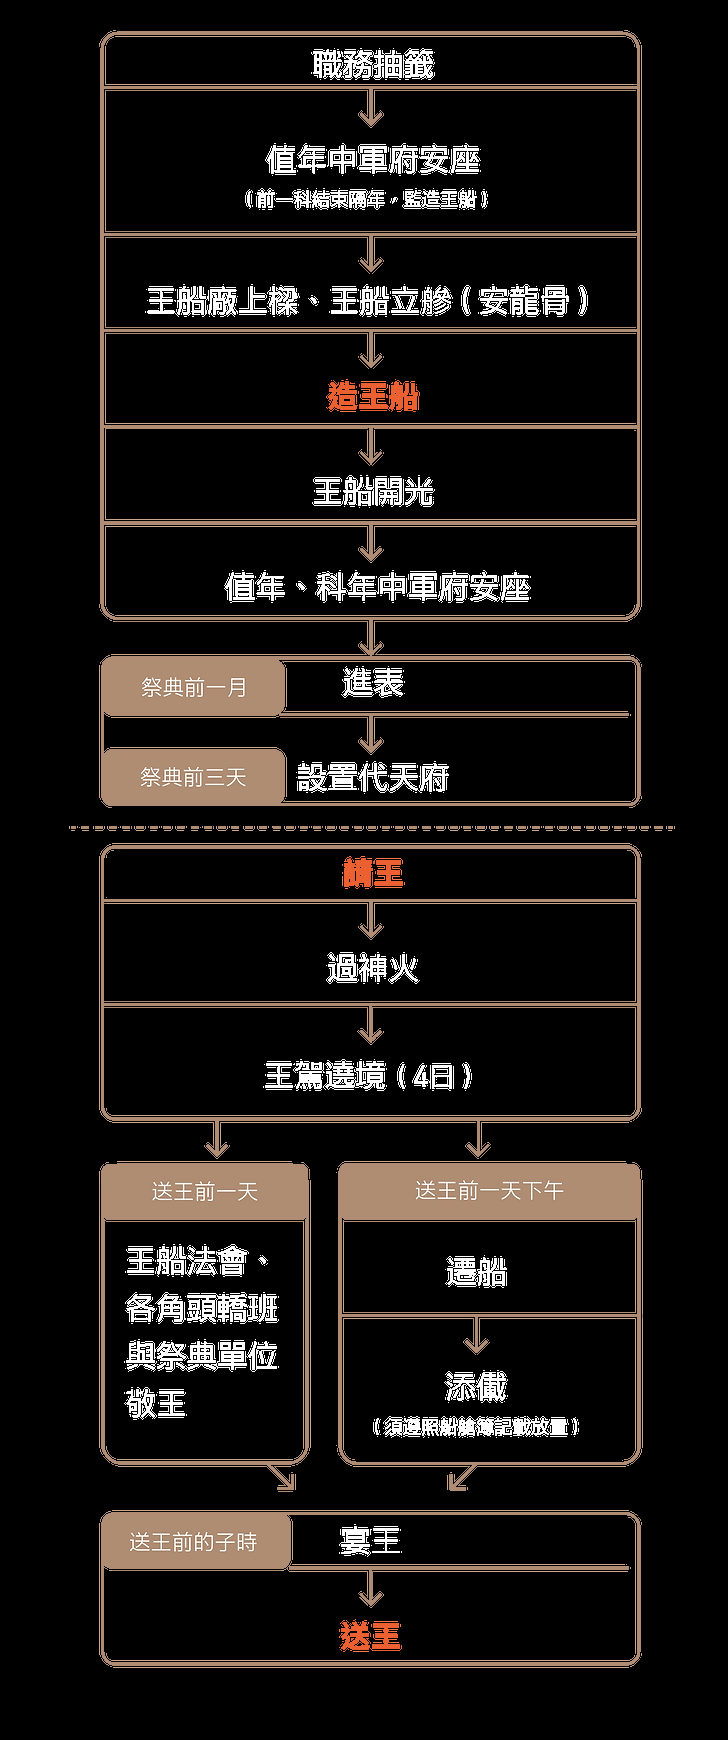 職務抽籤
值年中軍府安座
(前一科結束隔年,監造王船)
王船廠上樑、王船立艌(安龍骨)
造王船
王船開光
值年、科年中軍府安座
祭典前一月
進表
祭典前三天
設置代天府
請王
過神火
王駕遶境(4日)
送王前一天
王船法會、
各角頭轎班
與祭典單位
敬王
送王前一天下午
遷船
添儎
(須遵照船艙簿記載放量)
送王前的子時
宴王
送王